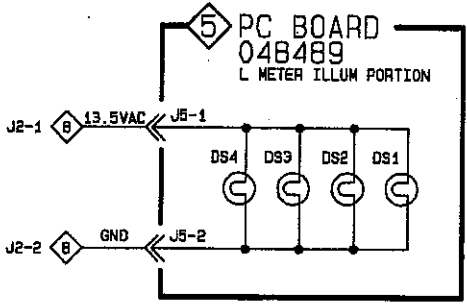 5 PC BOARD
04B489
L METER ILLUM PORTION
J2-1 8 13.5VAC J5-1
DS4 DS3 DS2 DS1
J2-2 8 GND J5-2